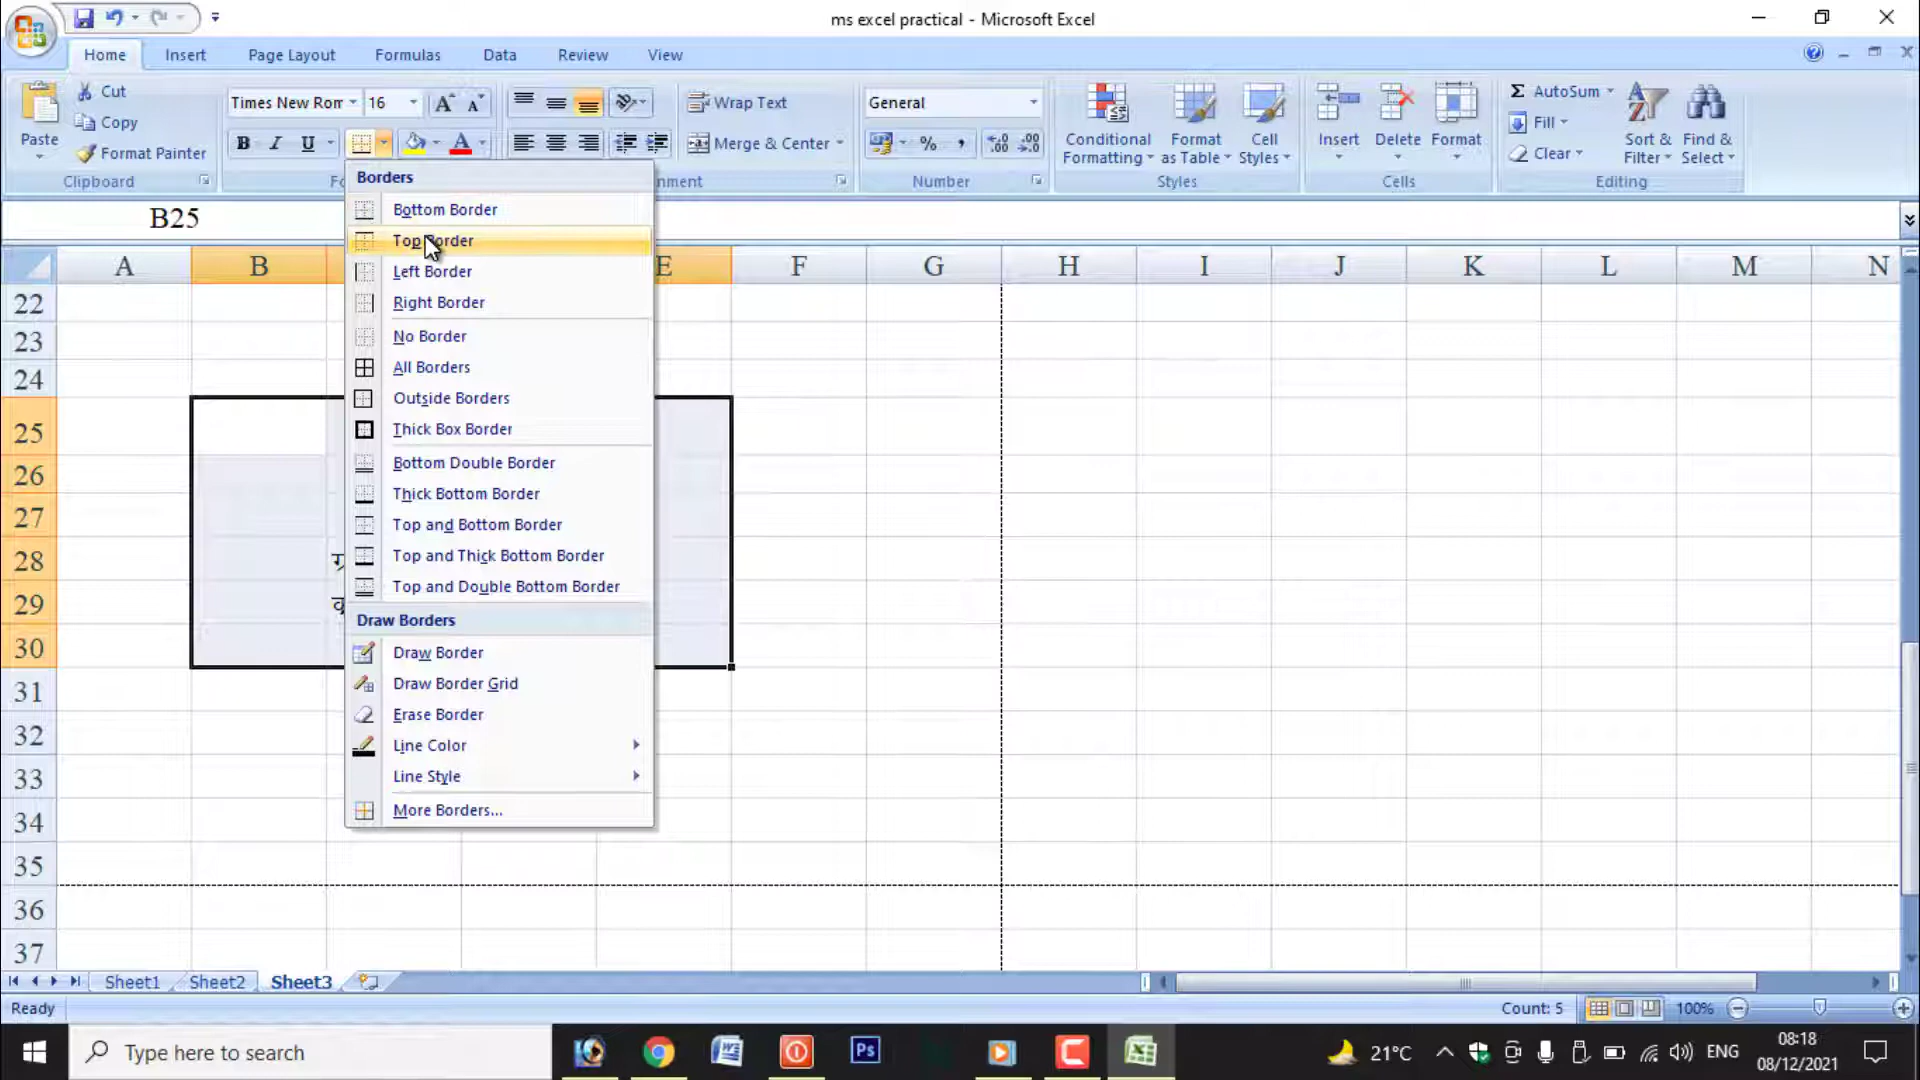 ms excel practical - Microsoft Excel
Home Insert Page Layout Formulas Data Review View
Paste
Cut
Copy
Format Painter
Clipboard
Times New Ror 16
B I U
Wrap Text
Merge & Center
General
%
Number
Conditional Formatting
Format as Table
Cell Styles
Styles
Insert Delete Format
Cells
Σ AutoSum
Fill
Clear
Sort & Filter
Find & Select
Editing
B25
Borders
Bottom Border
Top Border
Left Border
Right Border
No Border
All Borders
Outside Borders
Thick Box Border
Bottom Double Border
Thick Bottom Border
Top and Bottom Border
Top and Thick Bottom Border
Top and Double Bottom Border
Draw Borders
Draw Border
Draw Border Grid
Erase Border
Line Color
Line Style
More Borders...
A B E F G H I J K L M N
22
23
24
25
26
27
28
29
30
31
32
33
34
35
36
37
Sheet1 Sheet2 Sheet3
Ready
Count: 5
100%
Type here to search
Ps
21°C
ENG
08:18
08/12/2021